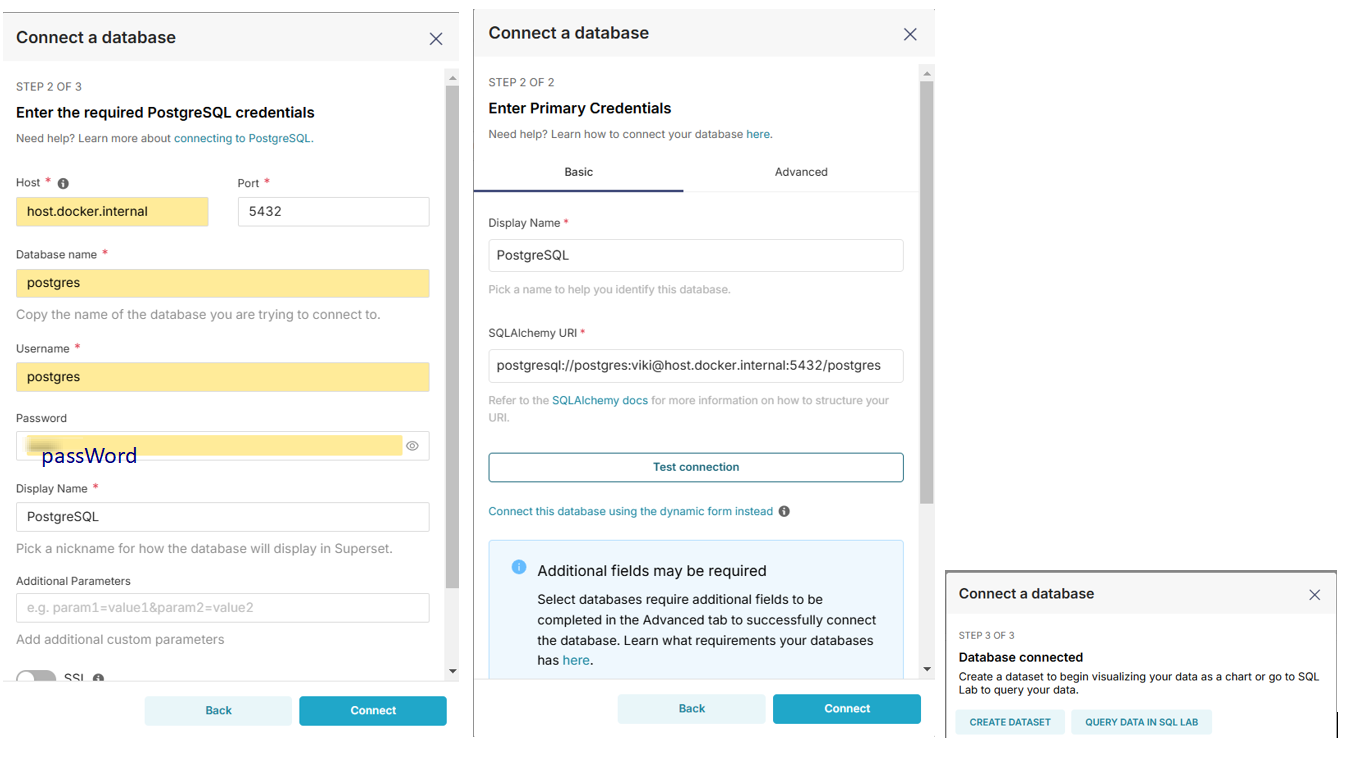 Connect a database
STEP 2 OF 3
Enter the required PostgreSQL credentials
Need help? Learn more about connecting to PostgreSQL.
Host * Port *
host.docker.internal 5432
Database name *
postgres
Copy the name of the database you are trying to connect to.
Username *
postgres
Password
passWord
Display Name *
PostgreSQL
Pick a nickname for how the database will display in Superset.
Additional Parameters
e.g. param1=value1&param2=value2
Add additional custom parameters
SSL
Back Connect
Connect a database
STEP 2 OF 2
Enter Primary Credentials
Need help? Learn how to connect your database here.
Basic Advanced
Display Name *
PostgreSQL
Pick a name to help you identify this database.
SQLAlchemy URI *
postgresql://postgres:viki@host.docker.internal:5432/postgres
Refer to the SQLAlchemy docs for more information on how to structure your
URI.
Test connection
Connect this database using the dynamic form instead
Additional fields may be required
Select databases require additional fields to be
completed in the Advanced tab to successfully connect
the database. Learn what requirements your databases
has here.
Back Connect
Connect a database
STEP 3 OF 3
Database connected
Create a dataset to begin visualizing your data as a chart or go to SQL
Lab to query your data.
CREATE DATASET QUERY DATA IN SQL LAB